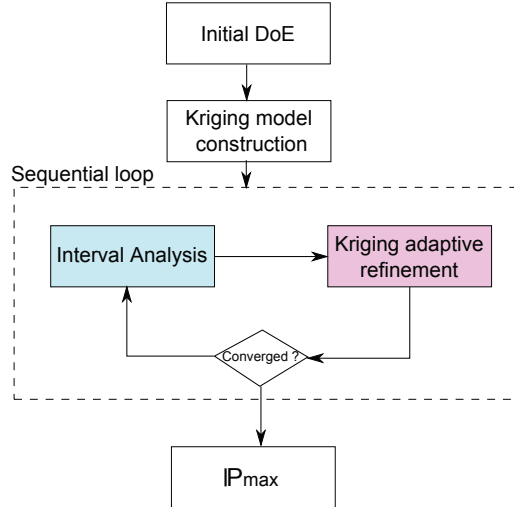 Initial DoE
Kriging model
construction
Sequential loop
Interval Analysis
Kriging adaptive
refinement
Converged ?
ℙmax